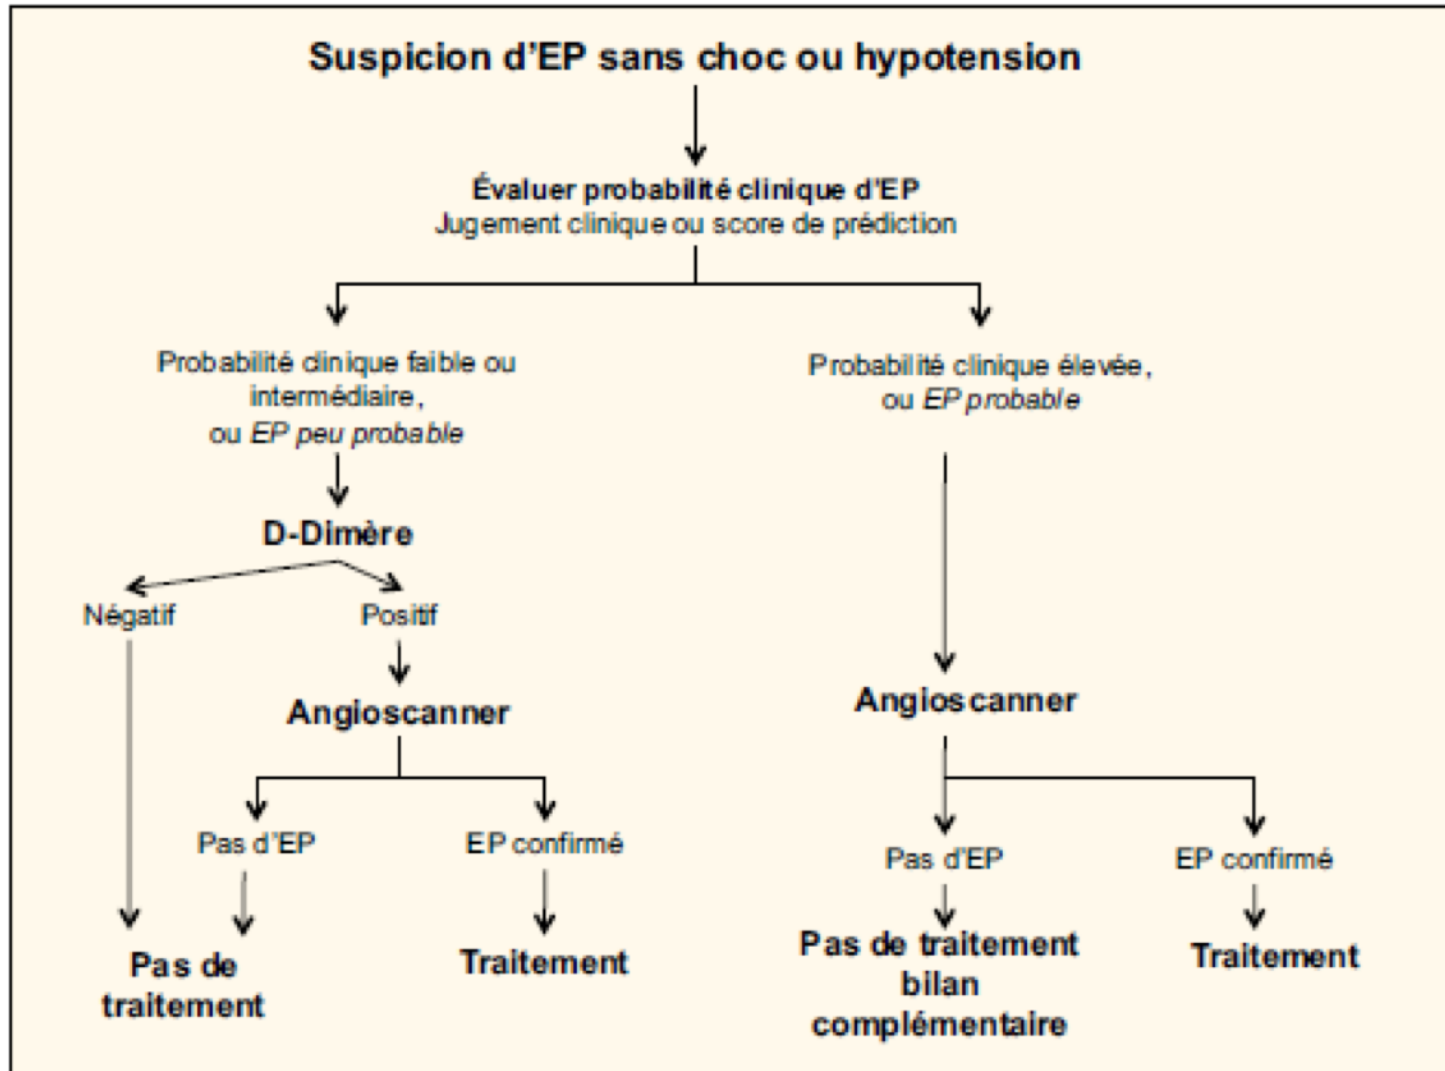 Suspicion d'EP sans choc ou hypotension
Évaluer probabilité clinique d'EP
Jugement clinique ou score de prédiction
Probabilité clinique faible ou
intermédiaire,
ou EP peu probable
Probabilité clinique élevée,
ou EP probable
D-Dimère
Négatif
Positif
Angioscanner
Angioscanner
Pas d'EP
EP confirmé
Pas d'EP
EP confirmé
Pas de
traitement
Traitement
Pas de traitement
bilan
complémentaire
Traitement